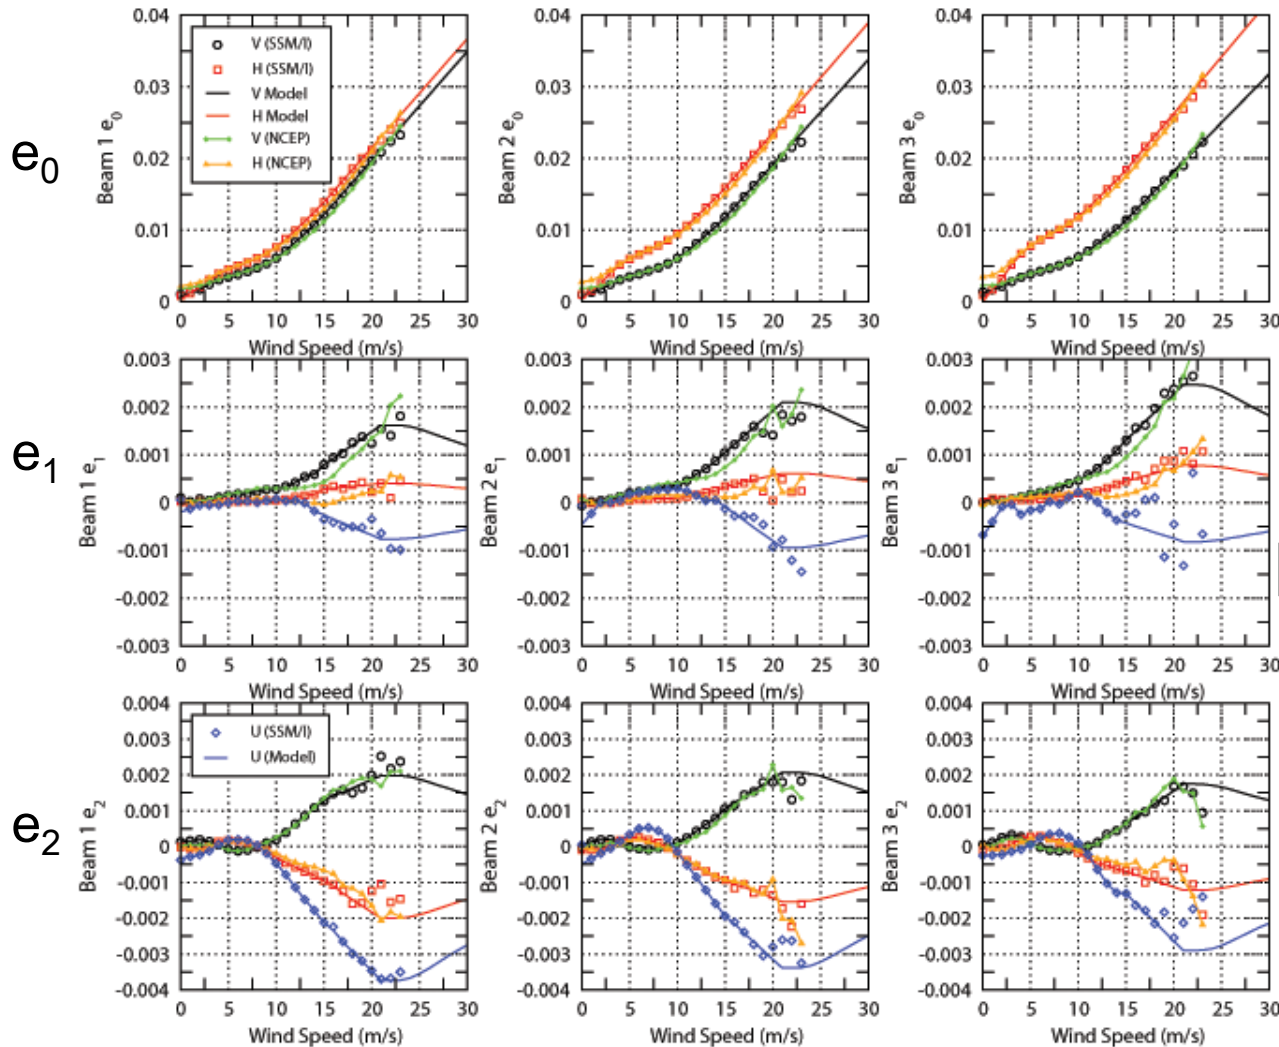 e0
e1
e2
0.04
0.03
0.02
0.01
0
Beam 1 e0
V (SSM/I)
H (SSM/I)
V Model
H Model
V (NCEP)
H (NCEP)
0 5 10 15 20 25 30
Wind Speed (m/s)
0.04
0.03
0.02
0.01
0
Beam 2 e0
0 5 10 15 20 25 30
Wind Speed (m/s)
0.04
0.03
0.02
0.01
0
Beam 3 e0
0 5 10 15 20 25 30
Wind Speed (m/s)
0.003
0.002
0.001
0
-0.001
-0.002
-0.003
Beam 1 e1
0 5 10 15 20 25 30
Wind Speed (m/s)
0.003
0.002
0.001
0
-0.001
-0.002
-0.003
Beam 2 e1
0 5 10 15 20 25 30
Wind Speed (m/s)
0.003
0.002
0.001
0
-0.001
-0.002
-0.003
Beam 3 e1
0 5 10 15 20 25 30
Wind Speed (m/s)
0.004
0.003
0.002
0.001
0
-0.001
-0.002
-0.003
-0.004
Beam 1 e2
U (SSM/I)
U (Model)
0 5 10 15 20 25 30
Wind Speed (m/s)
0.004
0.003
0.002
0.001
0
-0.001
-0.002
-0.003
-0.004
Beam 2 e2
0 5 10 15 20 25 30
Wind Speed (m/s)
0.004
0.003
0.002
0.001
0
-0.001
-0.002
-0.003
-0.004
Beam 3 e2
0 5 10 15 20 25 30
Wind Speed (m/s)